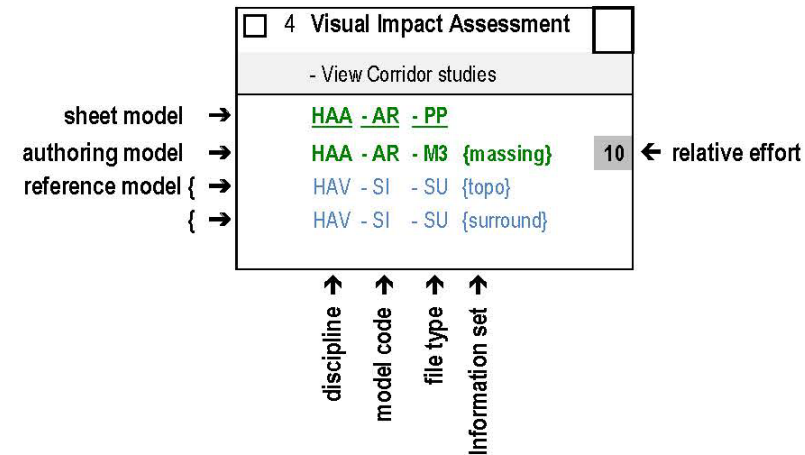 4 Visual Impact Assessment
- View Corridor studies
sheet model → HAA - AR - PP
authoring model → HAA - AR - M3 {massing} 10 ← relative effort
reference model { → HAV - SI - SU {topo}
{ → HAV - SI - SU {surround}
↑ ↑ ↑ ↑
discipline
model code
file type
Information set